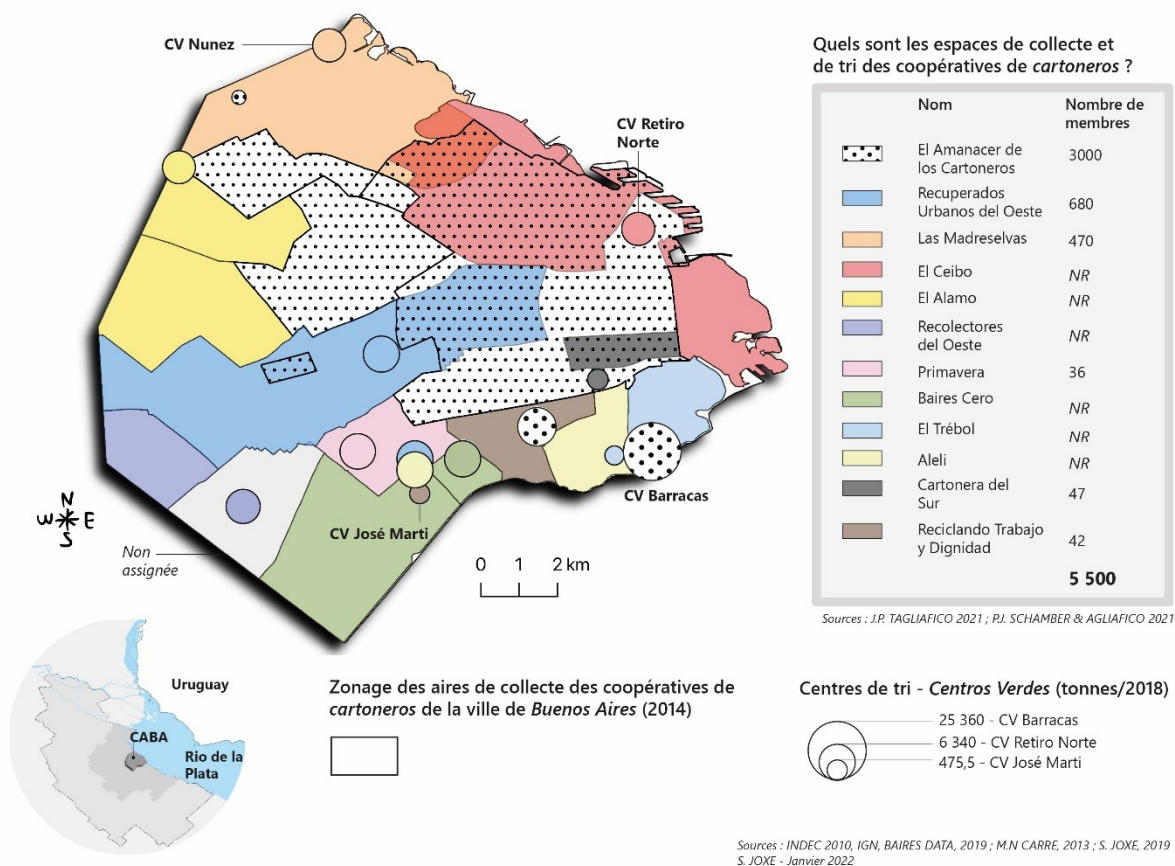 CV Nunez
CV Retiro
Norte
CV Barracas
CV José Marti
Non
assignée
N
W E
S
0 1 2 km
Quels sont les espaces de collecte et
de tri des coopératives de cartoneros ?
Nom Nombre de
membres
El Amanacer de
los Cartoneros 3000
Recuperados
Urbanos del Oeste 680
Las Madreselvas 470
El Ceibo NR
El Alamo NR
Recolectores
del Oeste NR
Primavera 36
Baires Cero NR
El Trébol NR
Aleli NR
Cartonera del
Sur 47
Reciclando Trabajo
y Dignidad 42
5 500
Sources : J.P. TAGLIAFICO 2021 ; P.J. SCHAMBER & AGLIAFICO 2021
Uruguay
CABA
Rio de la
Plata
Zonage des aires de collecte des coopératives de
cartoneros de la ville de Buenos Aires (2014)
Centres de tri - Centros Verdes (tonnes/2018)
25 360 - CV Barracas
6 340 - CV Retiro Norte
475,5 - CV José Marti
Sources : INDEC 2010, IGN, BAIRES DATA, 2019 ; M.N CARRE, 2013 ; S. JOXE, 2019
S. JOXE - Janvier 2022